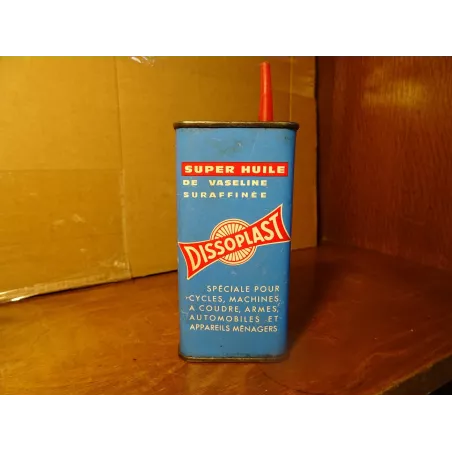 SUPER HUILE
DE VASELINE
SURAFFINÉE
DISSOPLAST
SPÉCIALE POUR
CYCLES, MACHINES
A COUDRE, ARMES,
AUTOMOBILES ET
APPAREILS MÉNAGERS